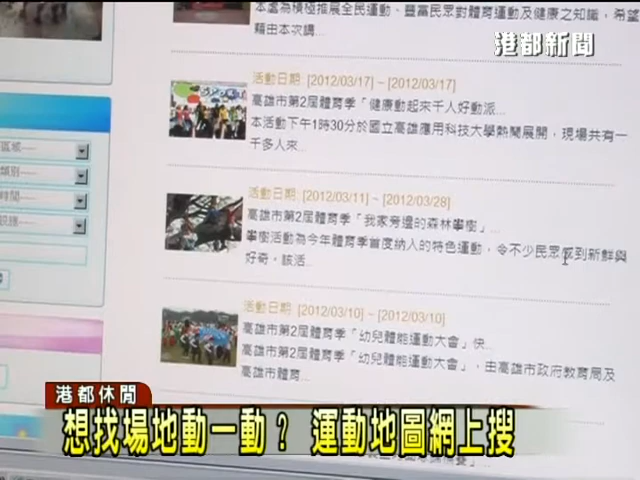 本處為積極推展全民運動、豐富民眾對體育運動及健康之知識，希望
藉由本次講...
港都新聞
活動日期: [2012/03/17] ~ [2012/03/17]
高雄市第2屆體育季「健康動起來千人好動派...
本活動下午1時30分於國立高雄應用科技大學熱鬧展開，現場共有一
千多人來...
活動日期: [2012/03/11] ~ [2012/03/28]
高雄市第2屆體育季「我家旁邊的森林攀樹」...
攀樹活動為今年體育季首度納入的特色運動，令不少民眾感到新鮮與
好奇。該活...
活動日期: [2012/03/10] ~ [2012/03/10]
高雄市第2屆體育季「幼兒體能運動大會」快...
高雄市第2屆體育季「幼兒體能運動大會」，由高雄市政府教育局及
高雄市體育...
區域----
類別----
時間----
港都休閒
想找場地動一動？ 運動地圖網上搜